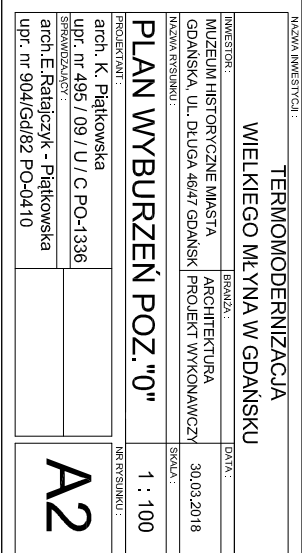 NAZWA INWESTYCJI :
TERMOMODERNIZACJA
WIELKIEGO MŁYNA W GDAŃSKU
INWESTOR :
MUZEUM HISTORYCZNE MIASTA
GDAŃSKA, UL. DŁUGA 46/47 GDAŃSK
BRANŻA :
ARCHITEKTURA
PROJEKT WYKONAWCZY
DATA :
30.03.2018
NAZWA RYSUNKU :
PLAN WYBURZEŃ POZ."0"
SKALA :
1 : 100
PROJEKTANT :
arch. K. Piątkowska
upr. nr 495 / 09 / U / C PO-1336
SPRAWDZAJĄCY :
arch.E.Ratajczyk - Piątkowska
upr. nr 904/Gd/82 PO-0410
NR RYSUNKU :
A2